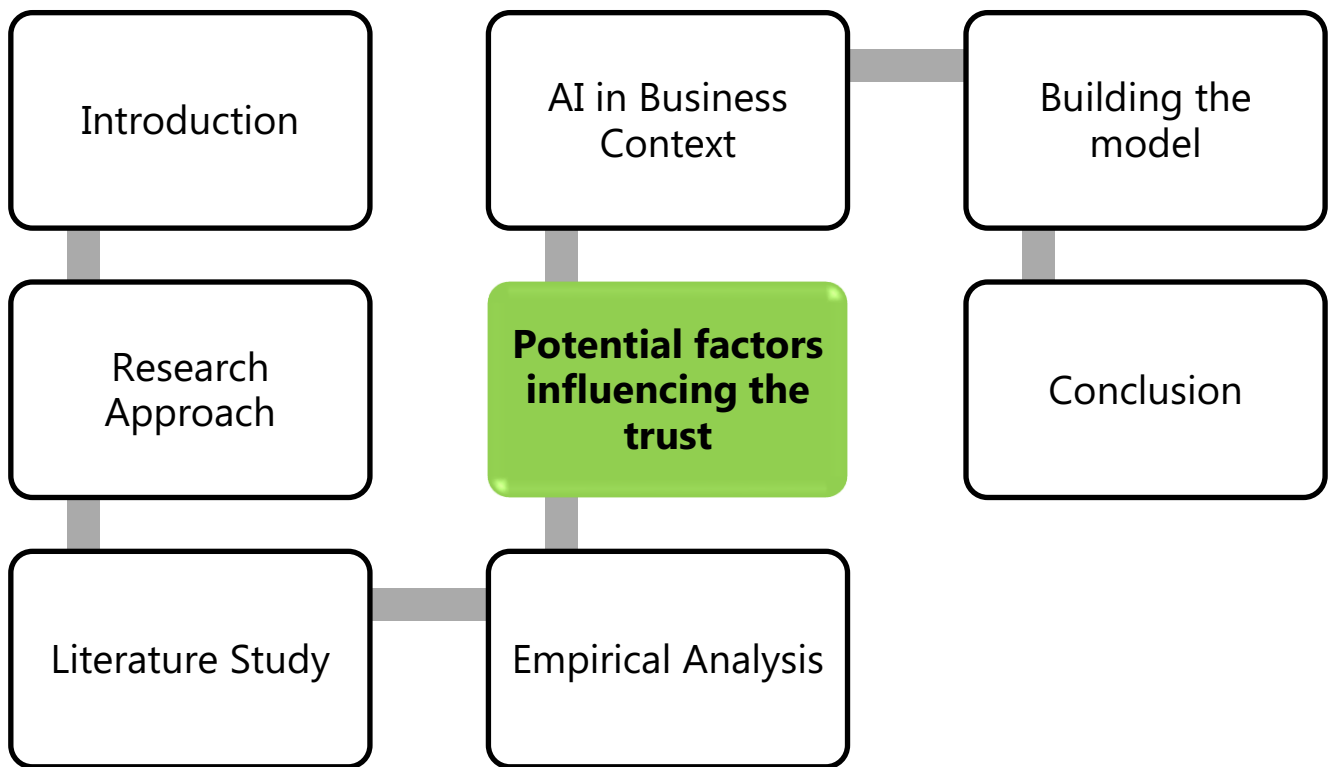 Introduction
Research
Approach
Literature Study
Empirical Analysis
Potential factors
influencing the
trust
AI in Business
Context
Building the
model
Conclusion